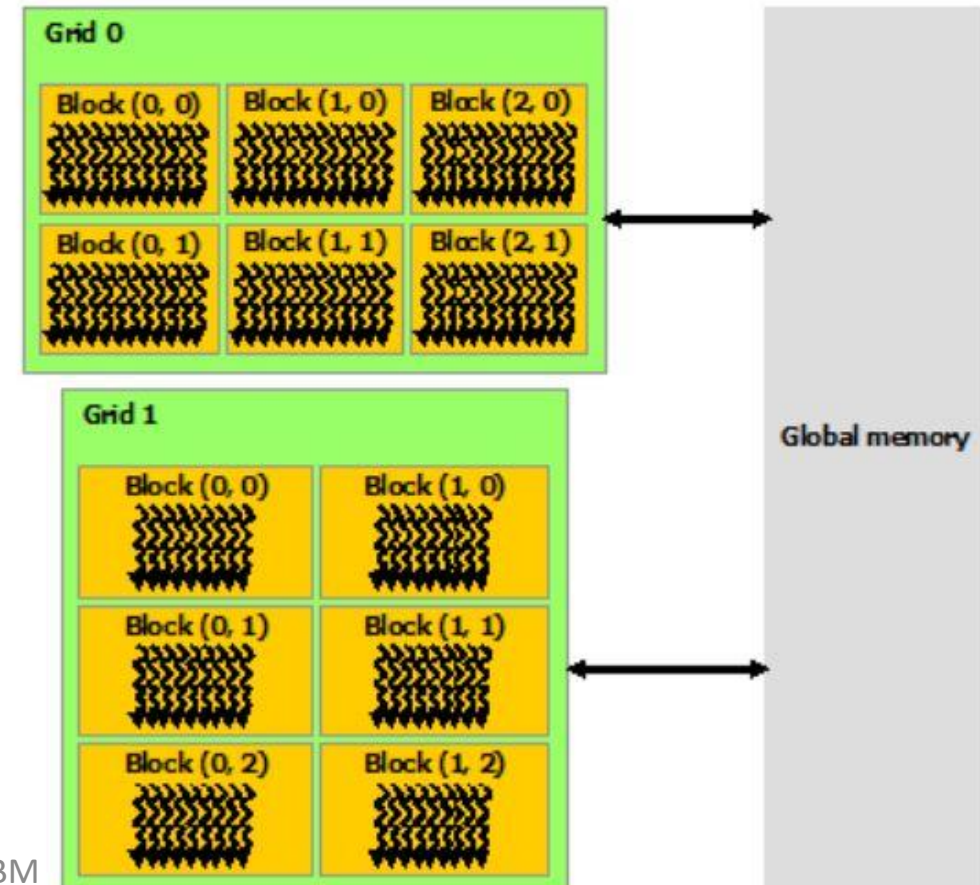 Grid 0
Block (0, 0) Block (1, 0) Block (2, 0)
Block (0, 1) Block (1, 1) Block (2, 1)
Grid 1
Global memory
Block (0, 0) Block (1, 0)
Block (0, 1) Block (1, 1)
Block (0, 2) Block (1, 2)